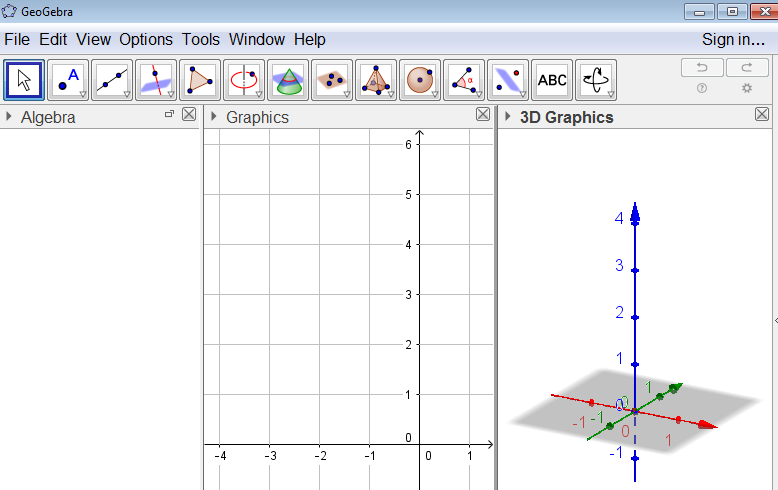 GeoGebra
File Edit View Options Tools Window Help Sign in...
A α ABC
Algebra
Graphics
3D Graphics
6
5
4
3
2
1
0
-4 -3 -2 -1 0 1
4
3
2
1
0
-1
-1 0 1
-1 0 1